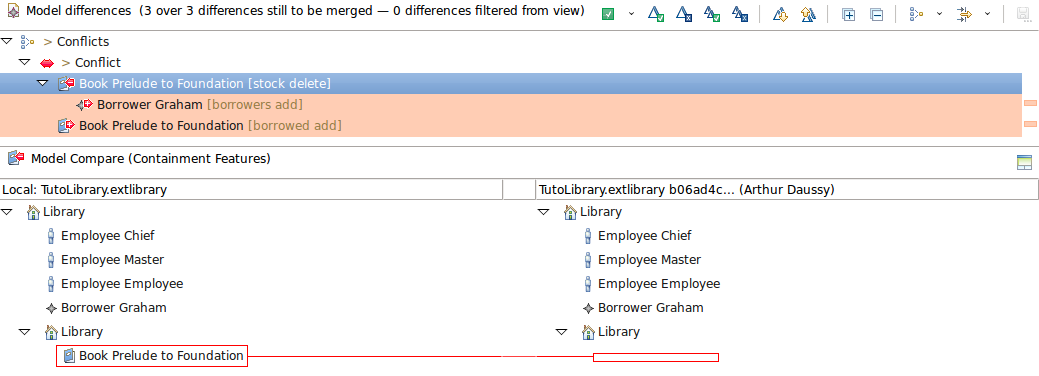 Model differences (3 over 3 differences still to be merged — 0 differences filtered from view)
> Conflicts
> Conflict
Book Prelude to Foundation [stock delete]
Borrower Graham [borrowers add]
Book Prelude to Foundation [borrowed add]
Model Compare (Containment Features)
Local: TutoLibrary.extlibrary
TutoLibrary.extlibrary b06ad4c... (Arthur Daussy)
Library
Library
Employee Chief
Employee Chief
Employee Master
Employee Master
Employee Employee
Employee Employee
Borrower Graham
Borrower Graham
Library
Library
Book Prelude to Foundation